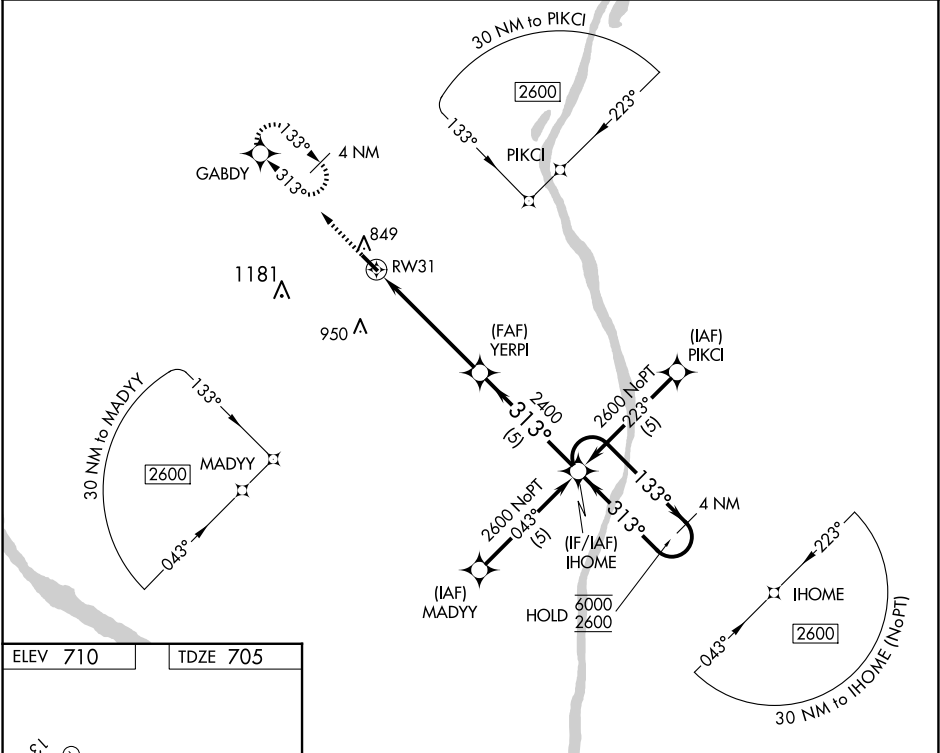 30 NM to PIKCI
2600
133°
223°
PIKCI
133°
4 NM
GABDY
313°
849
RW31
1181
950
(FAF)
YERPI
(IAF)
PIKCI
2600 NoPT
223°
(5)
2400
313°
(5)
30 NM to MADYY
133°
2600
MADYY
043°
2600 NoPT
043°
(5)
133°
313°
4 NM
(IF/IAF)
IHOME
(IAF)
MADYY
HOLD
6000
2600
223°
IHOME
2600
043°
30 NM to IHOME (NoPT)
ELEV 710
TDZE 705
13